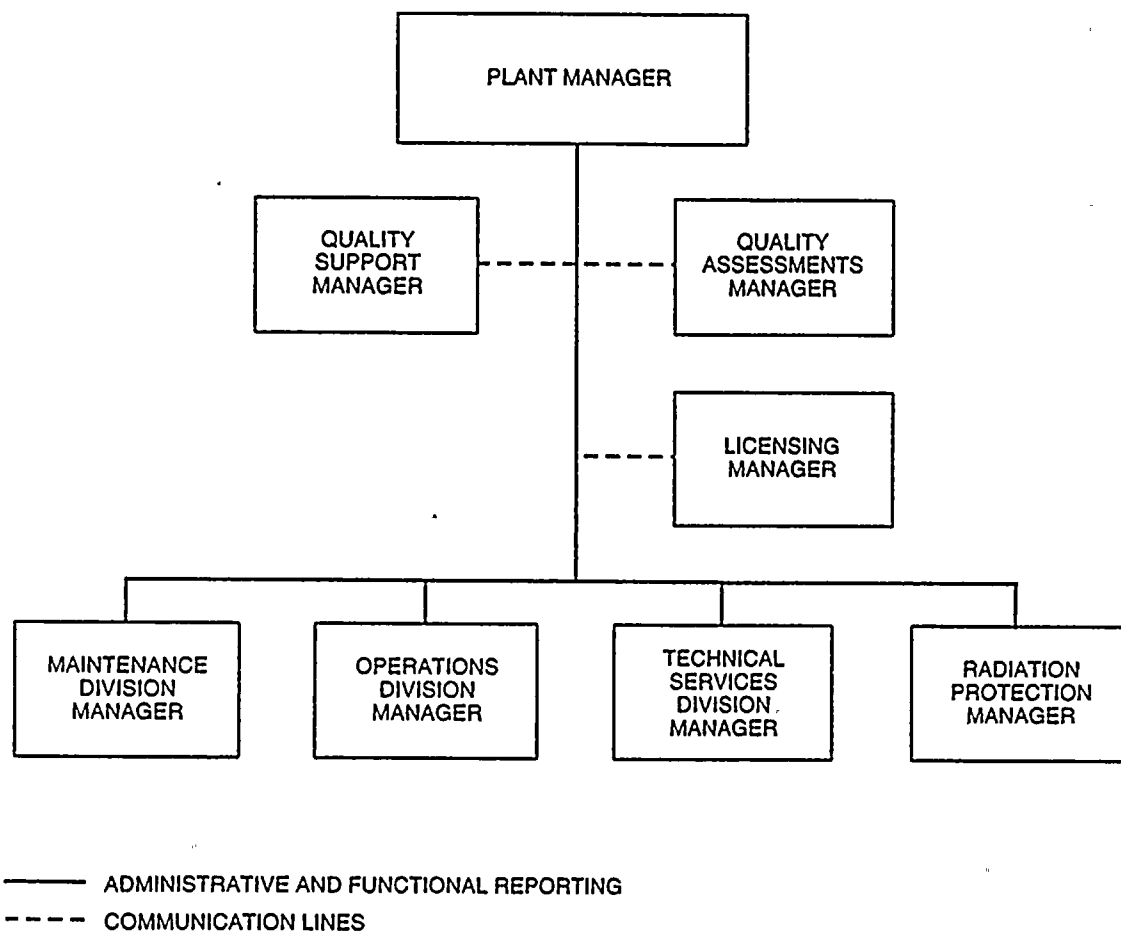 PLANT MANAGER
QUALITY
SUPPORT
MANAGER
QUALITY
ASSESSMENTS
MANAGER
LICENSING
MANAGER
MAINTENANCE
DIVISION
MANAGER
OPERATIONS
DIVISION
MANAGER
TECHNICAL
SERVICES
DIVISION
MANAGER
RADIATION
PROTECTION
MANAGER
ADMINISTRATIVE AND FUNCTIONAL REPORTING
COMMUNICATION LINES